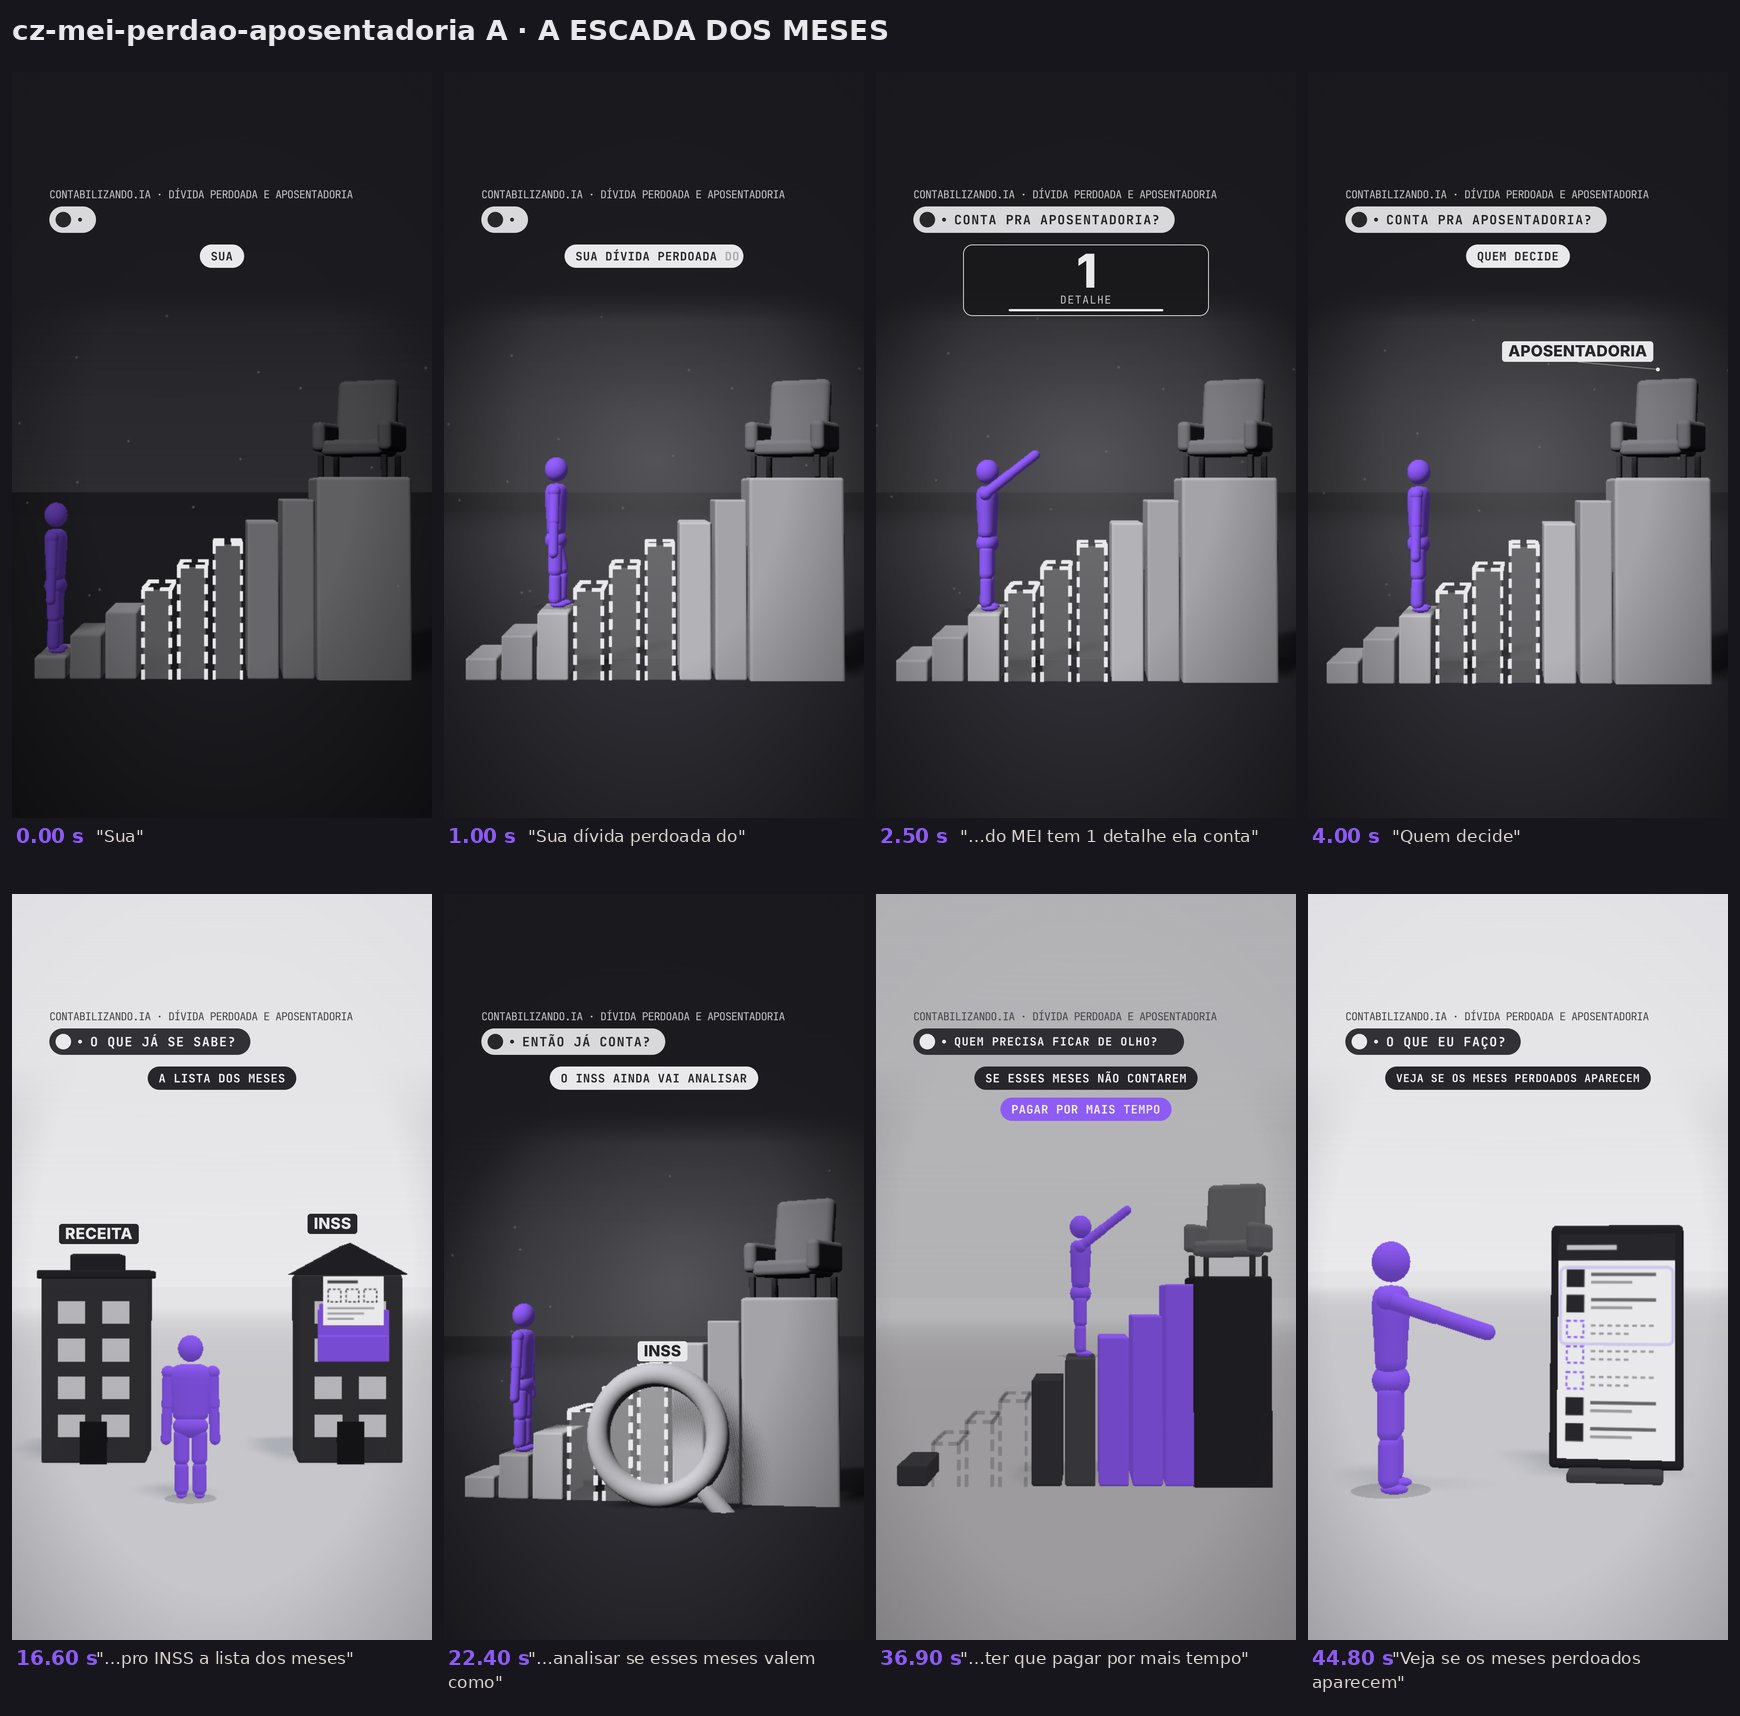 cz-mei-perdao-aposentadoria A · A ESCADA DOS MESES
CONTABILIZANDO.IA · DÍVIDA PERDOADA E APOSENTADORIA
•
SUA
0.00 s "Sua"
CONTABILIZANDO.IA · DÍVIDA PERDOADA E APOSENTADORIA
•
SUA DÍVIDA PERDOADA DO
1.00 s "Sua dívida perdoada do"
CONTABILIZANDO.IA · DÍVIDA PERDOADA E APOSENTADORIA
• CONTA PRA APOSENTADORIA?
1
DETALHE
2.50 s "...do MEI tem 1 detalhe ela conta"
CONTABILIZANDO.IA · DÍVIDA PERDOADA E APOSENTADORIA
• CONTA PRA APOSENTADORIA?
QUEM DECIDE
APOSENTADORIA
4.00 s "Quem decide"
CONTABILIZANDO.IA · DÍVIDA PERDOADA E APOSENTADORIA
• O QUE JÁ SE SABE?
A LISTA DOS MESES
RECEITA
INSS
16.60 s "...pro INSS a lista dos meses"
CONTABILIZANDO.IA · DÍVIDA PERDOADA E APOSENTADORIA
• ENTÃO JÁ CONTA?
O INSS AINDA VAI ANALISAR
INSS
22.40 s "...analisar se esses meses valem
como"
CONTABILIZANDO.IA · DÍVIDA PERDOADA E APOSENTADORIA
• QUEM PRECISA FICAR DE OLHO?
SE ESSES MESES NÃO CONTAREM
PAGAR POR MAIS TEMPO
36.90 s "...ter que pagar por mais tempo"
CONTABILIZANDO.IA · DÍVIDA PERDOADA E APOSENTADORIA
• O QUE EU FAÇO?
VEJA SE OS MESES PERDOADOS APARECEM
44.80 s "Veja se os meses perdoados
aparecem"